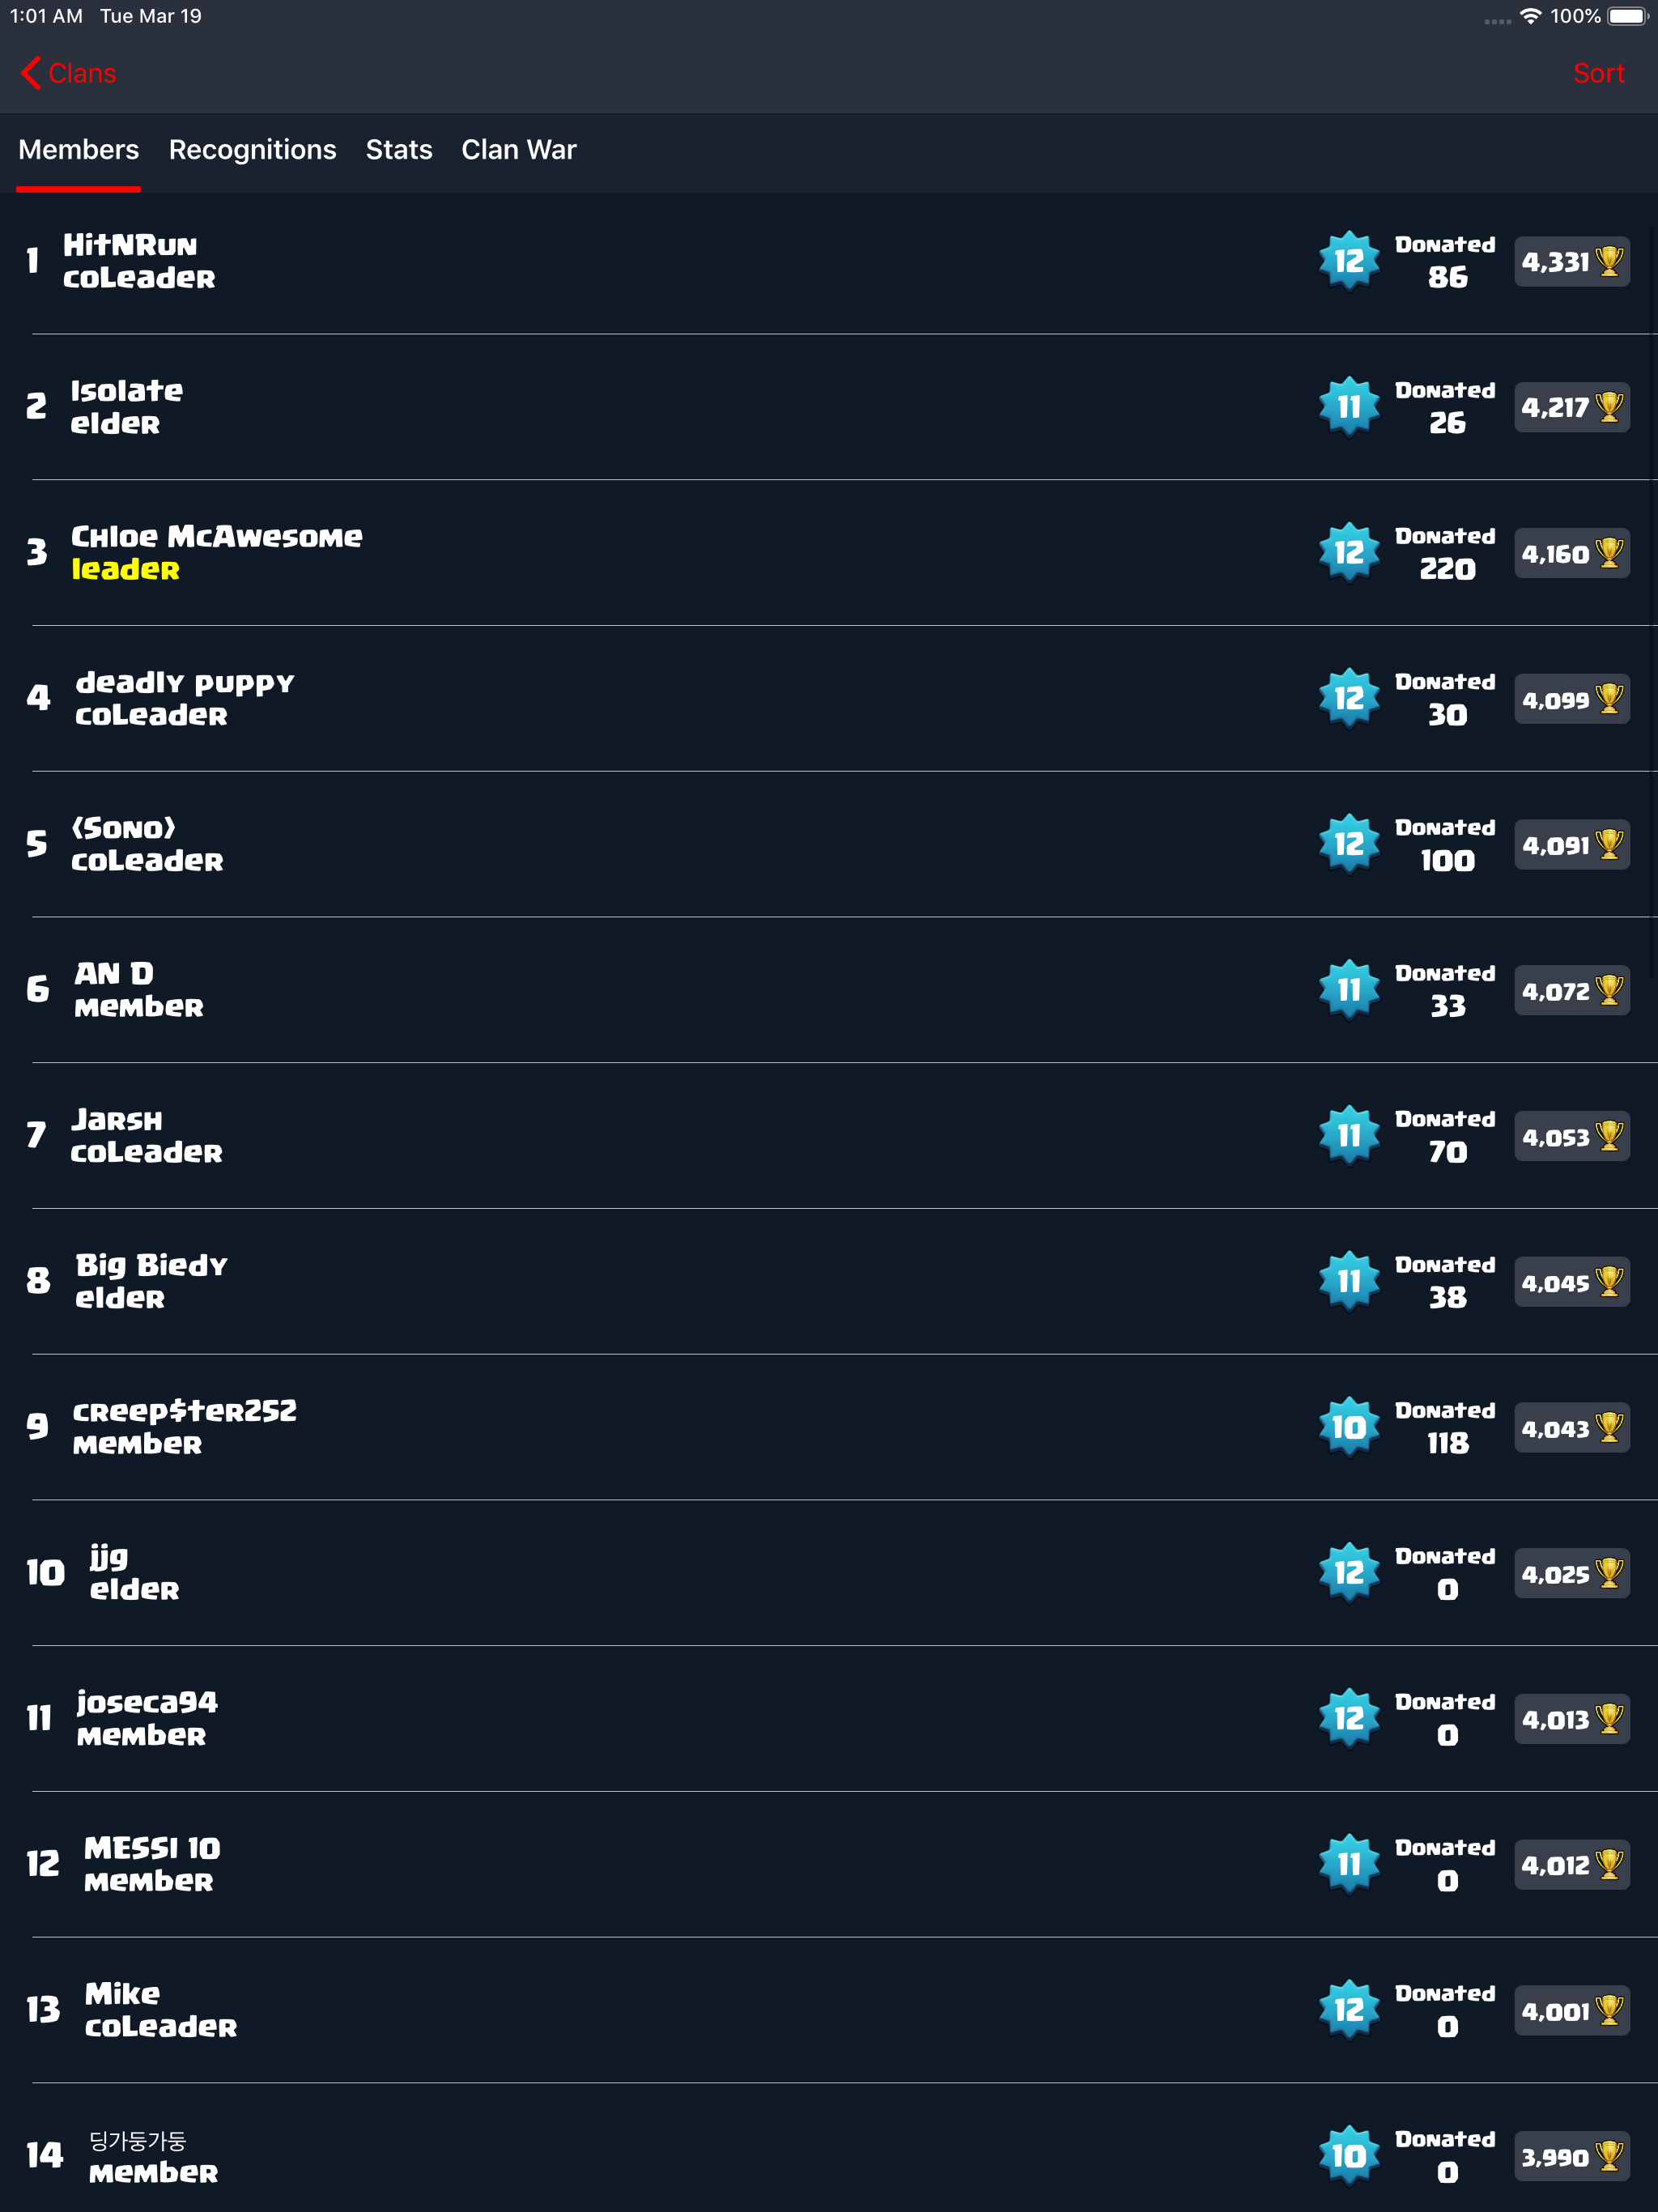 1:01 AM Tue Mar 19 100%
Clans Sort
Members Recognitions Stats Clan War
1 HitNRun 12 Donated 4,331
coLeader 86
2 Isolate 11 Donated 4,217
elder 26
3 Chloe McAwesome 12 Donated 4,160
leader 220
4 deadly puppy 12 Donated 4,099
coLeader 30
5 《Sono》 12 Donated 4,091
coLeader 100
6 AN D 11 Donated 4,072
member 33
7 Jarsh 11 Donated 4,053
coLeader 70
8 Big Biedy 11 Donated 4,045
elder 38
9 creep$ter252 10 Donated 4,043
member 118
10 jjg 12 Donated 4,025
elder 0
11 joseca94 12 Donated 4,013
member 0
12 MESSI 10 11 Donated 4,012
member 0
13 Mike 12 Donated 4,001
coLeader 0
14 딩가둥가둥 10 Donated 3,990
member 0